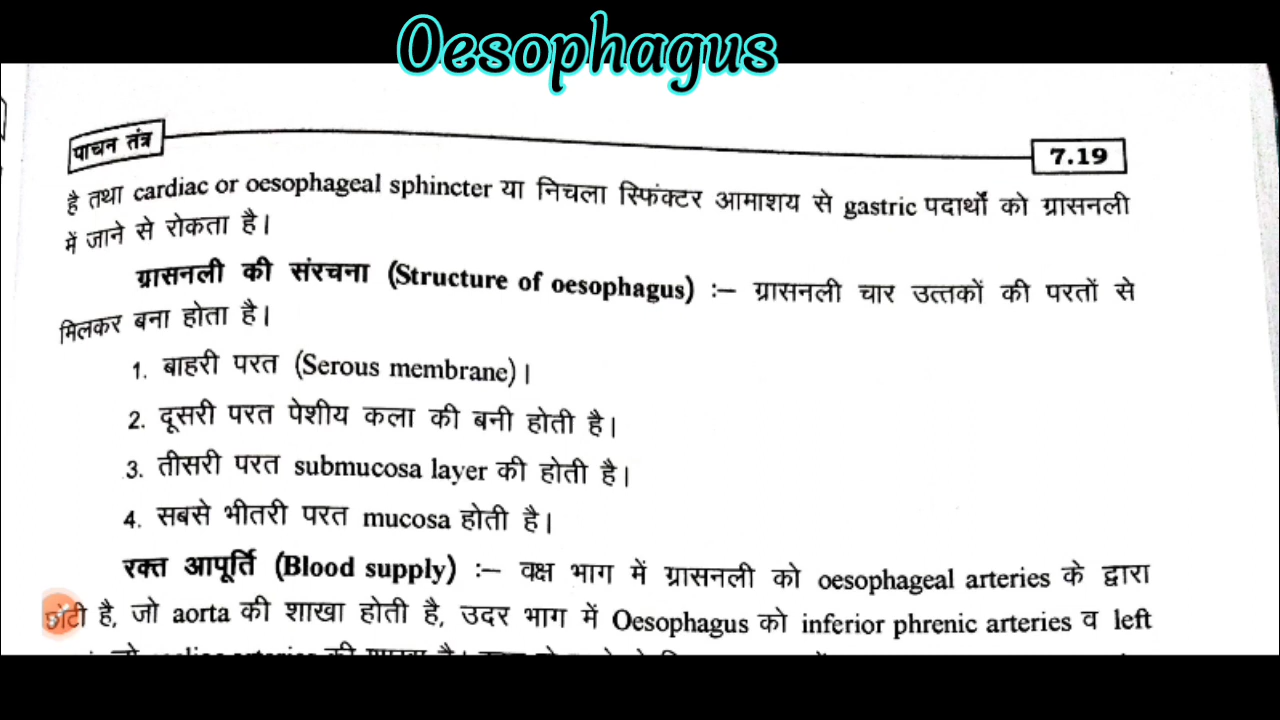 Oesophagus
पाचन तंत्र
7.19
है तथा cardiac or oesophageal sphincter या निचला स्फिंक्टर आमाशय से gastric पदार्थों को ग्रासनली
में जाने से रोकता है।
ग्रासनली की संरचना (Structure of oesophagus) :– ग्रासनली चार उत्तकों की परतों से
मिलकर बना होता है।
1. बाहरी परत (Serous membrane)।
2. दूसरी परत पेशीय कला की बनी होती है।
3. तीसरी परत submucosa layer की होती है।
4. सबसे भीतरी परत mucosa होती है।
रक्त आपूर्ति (Blood supply) :– वक्ष भाग में ग्रासनली को oesophageal arteries के द्वारा
है, जो aorta की शाखा होती है, उदर भाग में Oesophagus को inferior phrenic arteries व left